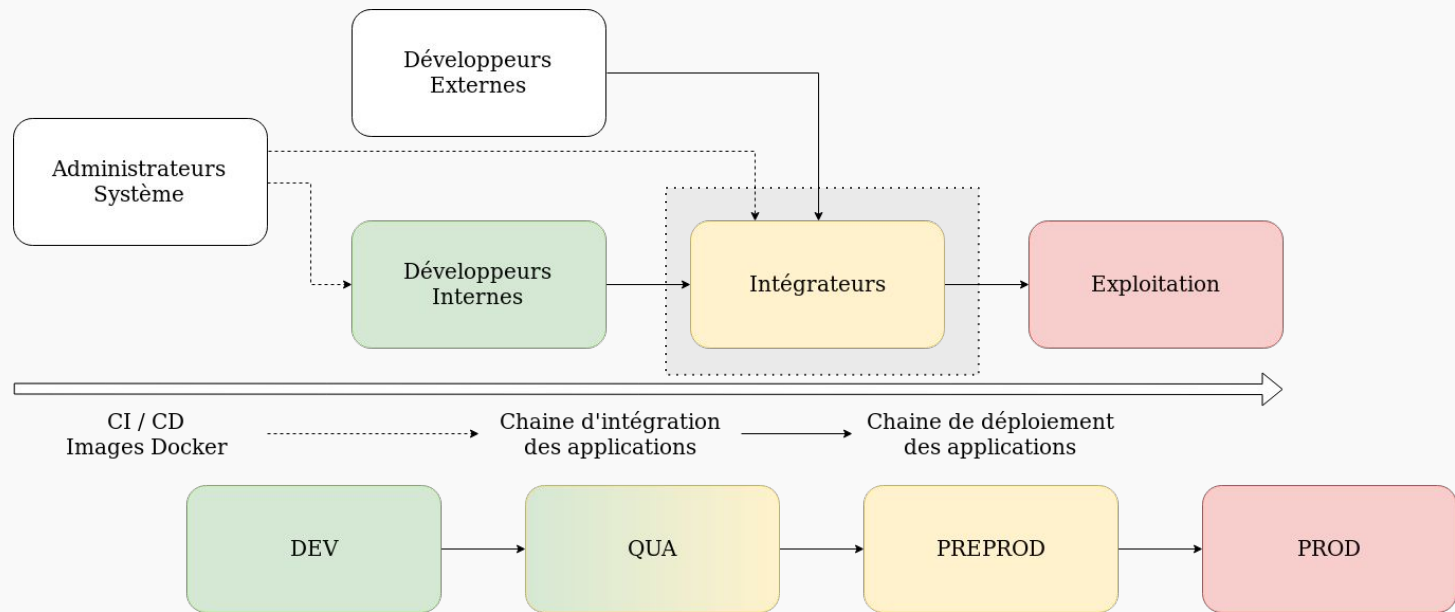 Développeurs
Externes
Administrateurs
Système
Développeurs
Internes
Intégrateurs
Exploitation
CI / CD
Images Docker
Chaine d'intégration
des applications
Chaine de déploiement
des applications
DEV
QUA
PREPROD
PROD